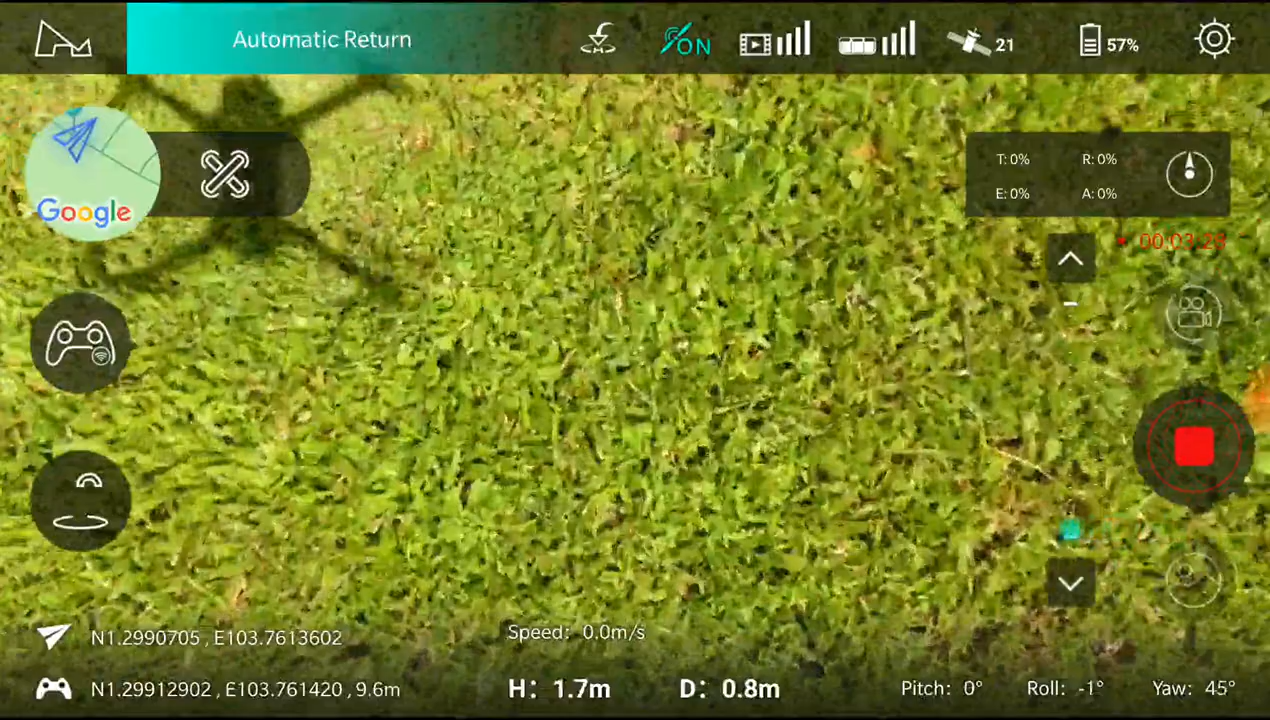 Automatic Return
ON
21
57%
Google
T: 0%
R: 0%
E: 0%
A: 0%
00:03:28
N1.2990705 , E103.7613602
Speed: 0.0m/s
N1.29912902 , E103.761420 , 9.6m
H: 1.7m
D: 0.8m
Pitch: 0°
Roll: -1°
Yaw: 45°